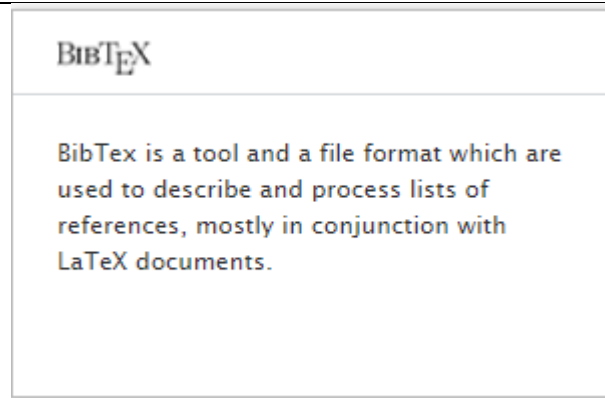 BibTEX
BibTex is a tool and a file format which are
used to describe and process lists of
references, mostly in conjunction with
LaTeX documents.